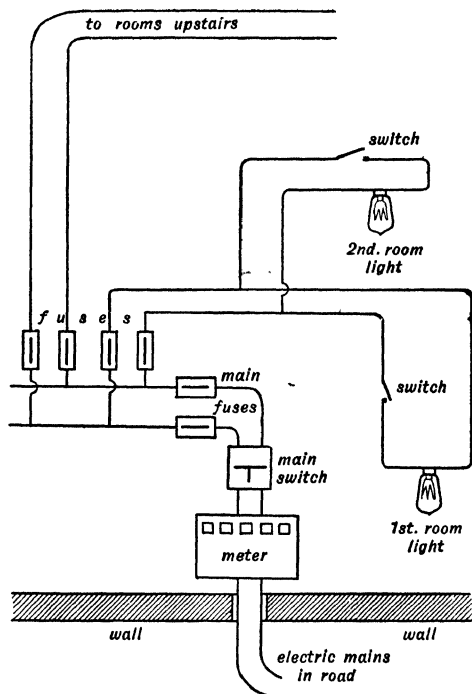 to rooms upstairs
switch
2nd. room
light
fuses
main
fuses
switch
main
switch
1st. room
light
meter
wall
wall
electric mains
in road